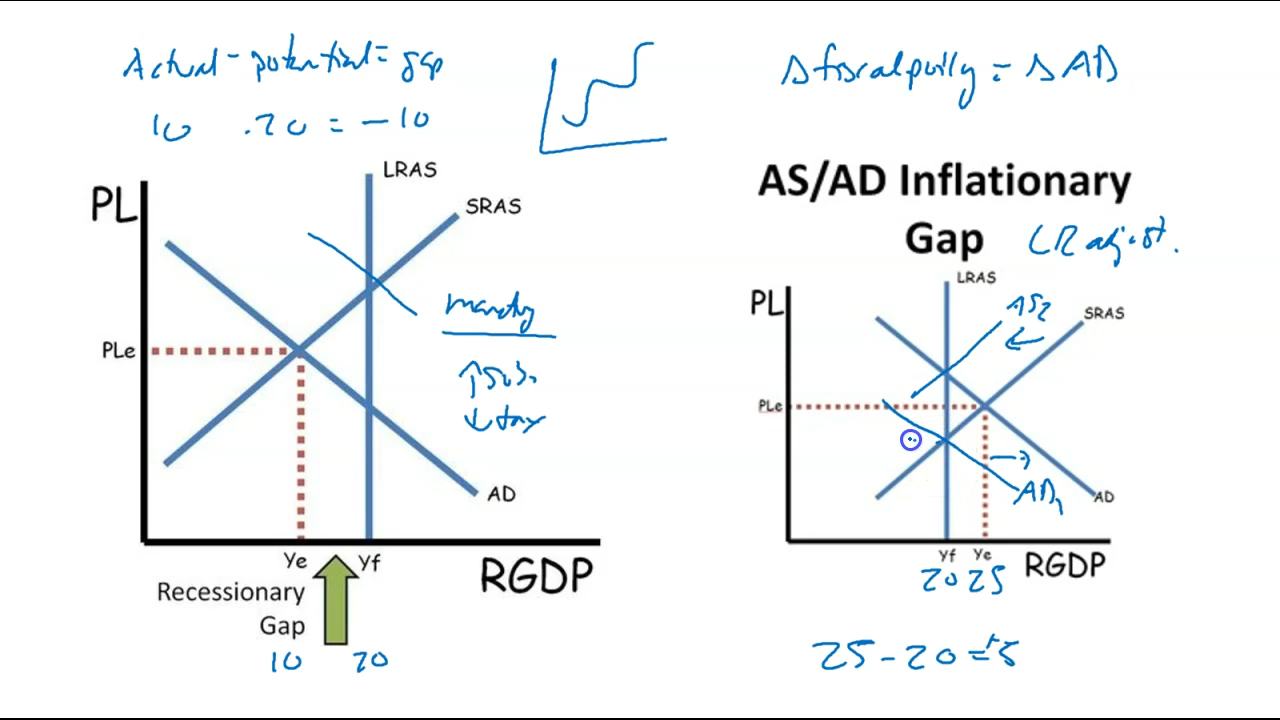 Actual - potential = gap
10 . 20 = - 10
LRAS
SRAS
PL
PLe
↑ sub.
↓ tax
AD
Ye Yf
RGDP
Recessionary
Gap
10 20
Δ fiscal policy = Δ AD
AS/AD Inflationary
Gap
LR adjust.
LRAS
AS2
SRAS
PL
PLe
AD1
AD
Yf Ye
20 25
RGDP
25 - 20 = +5